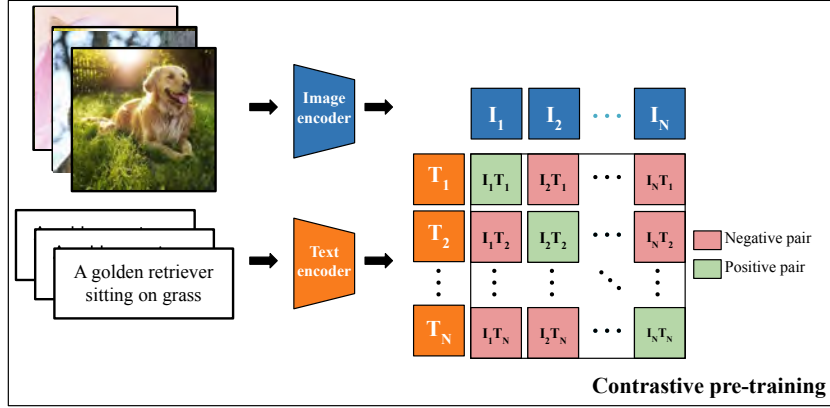 Image
encoder
I1 I2 ... IN
T1 I1T1 I2T1 ... INT1
T2 I1T2 I2T2 ... INT2
Negative pair
Positive pair
Text
encoder
A golden retriever
sitting on grass
TN I1TN I2TN ... INTN
Contrastive pre-training